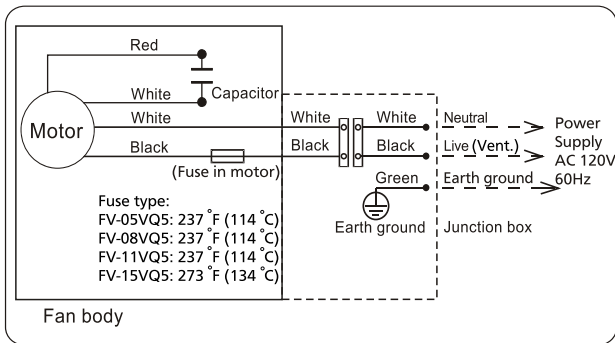 Red
White
Capacitor
White
White
White
Neutral
Power
Supply
AC 120V
60Hz
Motor
Black
Black
Black
Live (Vent.)
(Fuse in motor)
Green
Earth ground
Fuse type:
FV-05VQ5: 237 °F (114 °C)
FV-08VQ5: 237 °F (114 °C)
FV-11VQ5: 237 °F (114 °C)
FV-15VQ5: 273 °F (134 °C)
Earth ground
Junction box
Fan body